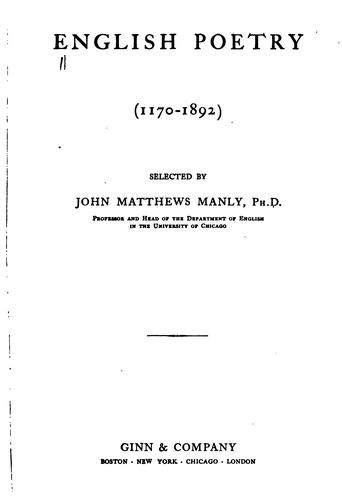 ENGLISH POETRY
(1170-1892)
SELECTED BY
JOHN MATTHEWS MANLY, PH.D.
PROFESSOR AND HEAD OF THE DEPARTMENT OF ENGLISH
IN THE UNIVERSITY OF CHICAGO
GINN & COMPANY
BOSTON · NEW YORK · CHICAGO · LONDON